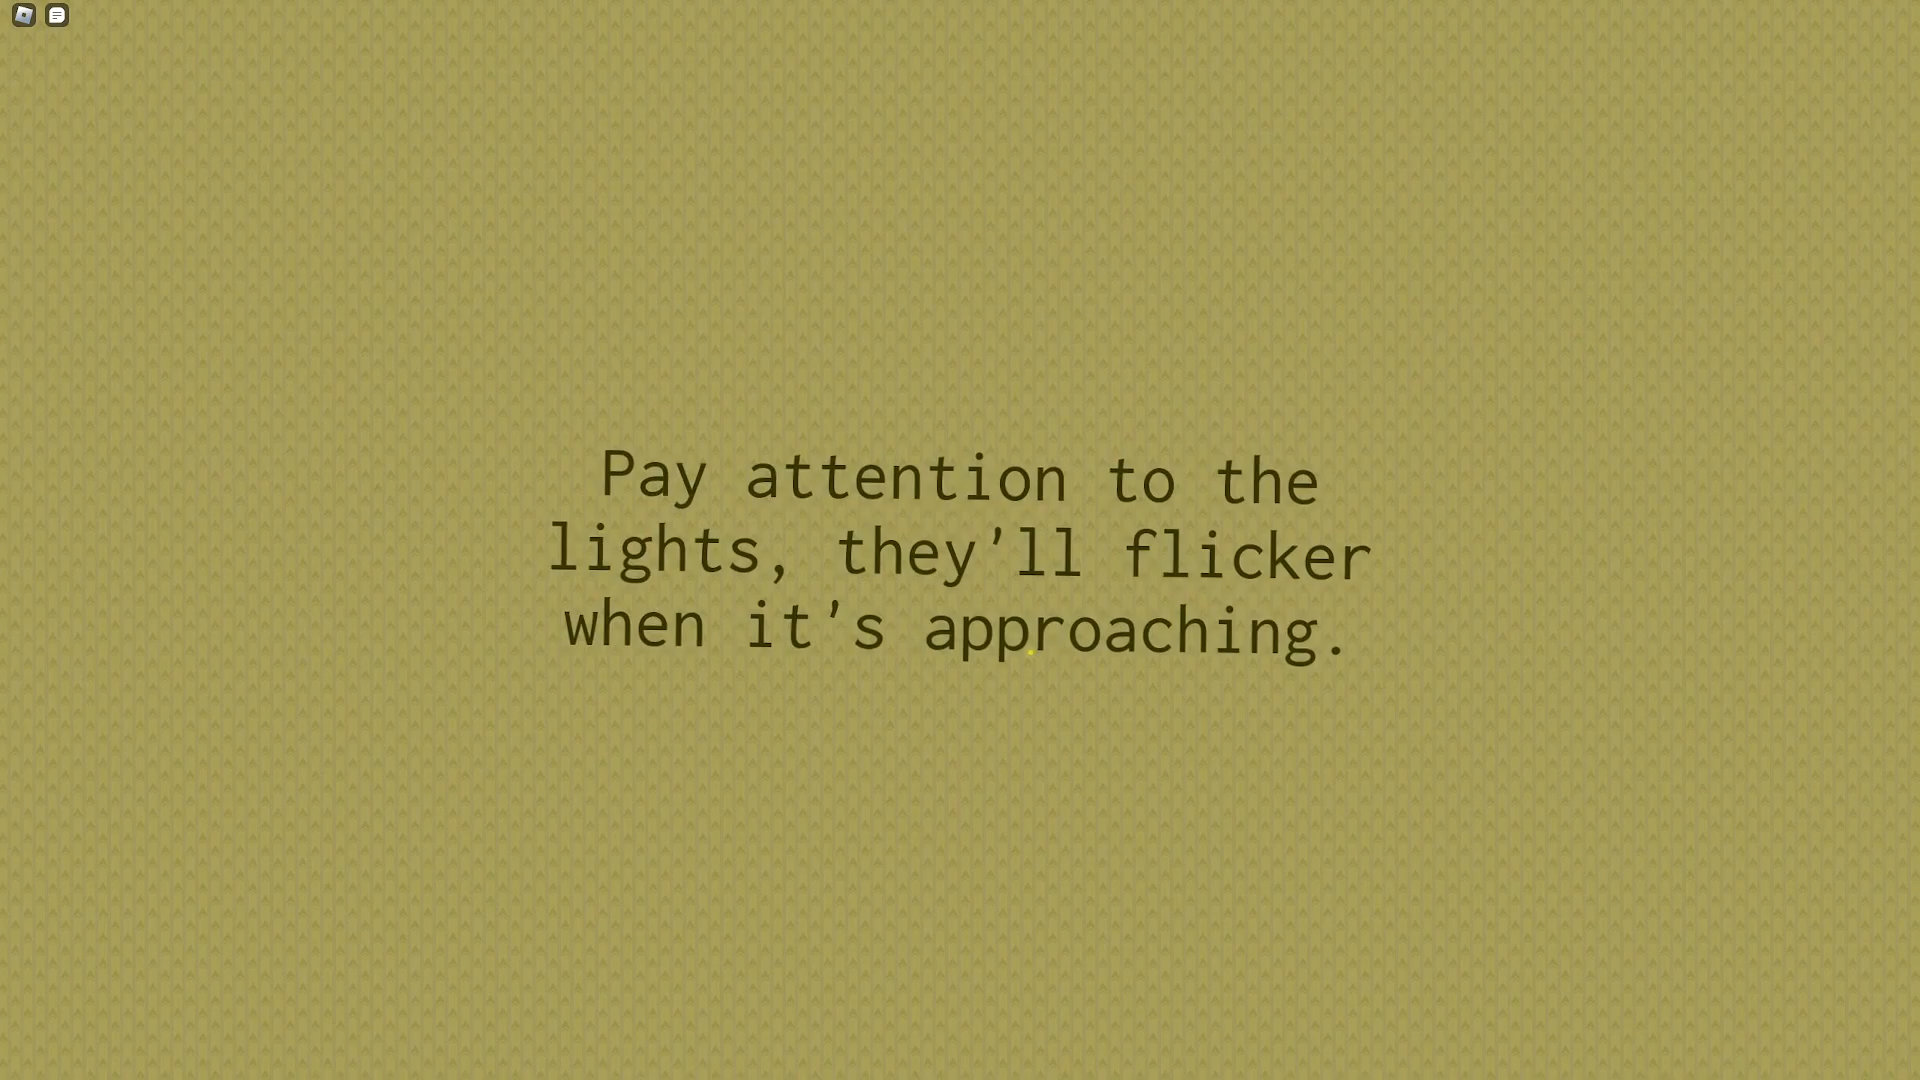 Pay attention to the
lights, they'll flicker
when it's approaching.